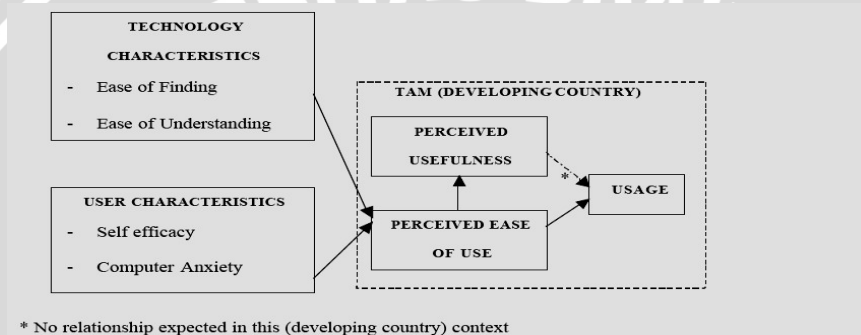 TECHNOLOGY
CHARACTERISTICS
- Ease of Finding
- Ease of Understanding
USER CHARACTERISTICS
- Self efficacy
- Computer Anxiety
TAM (DEVELOPING COUNTRY)
PERCEIVED
USEFULNESS
*
USAGE
PERCEIVED EASE
OF USE
* No relationship expected in this (developing country) context